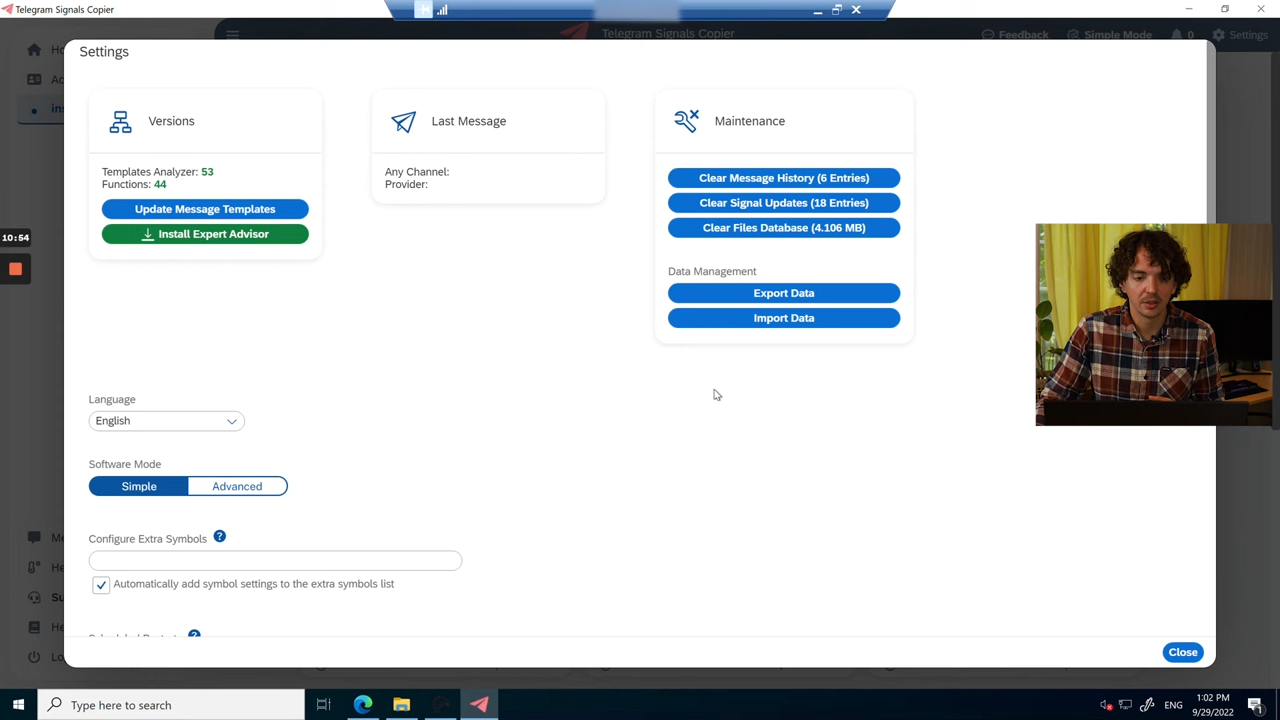 Telegram Signals Copier
Telegram Signals Copier
Feedback
Simple Mode
0
Settings
Settings
Versions
Templates Analyzer: 53
Functions: 44
Update Message Templates
Install Expert Advisor
Last Message
Any Channel:
Provider:
Maintenance
Clear Message History (6 Entries)
Clear Signal Updates (18 Entries)
Clear Files Database (4.106 MB)
Data Management
Export Data
Import Data
10:54
Language
English
Software Mode
Simple
Advanced
Configure Extra Symbols
Automatically add symbol settings to the extra symbols list
Close
Type here to search
ENG
1:02 PM
9/29/2022
1